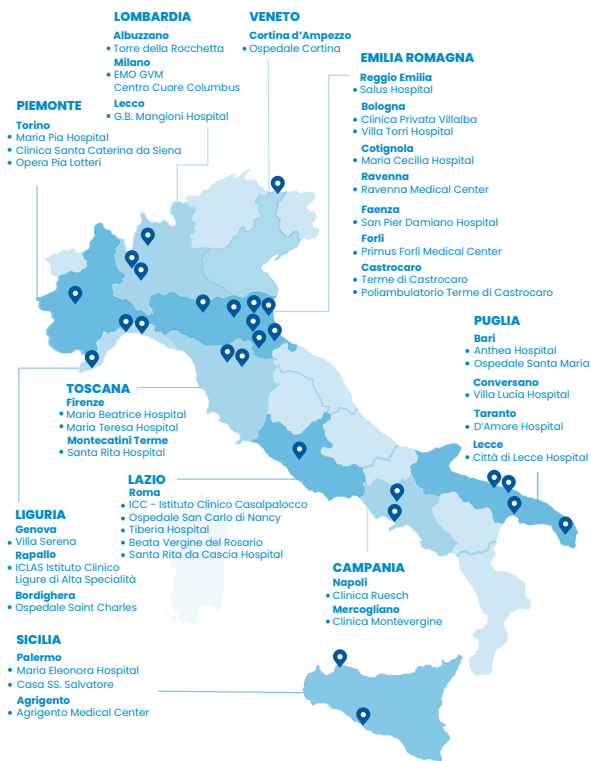 LOMBARDIA
Albuzzano
• Torre della Rocchetta
Milano
• EMO GVM
Centro Cuore Columbus
Lecco
• G.B. Mangioni Hospital
VENETO
Cortina d'Ampezzo
• Ospedale Cortina
EMILIA ROMAGNA
Reggio Emilia
• Salus Hospital
Bologna
• Clinica Privata Villalba
• Villa Torri Hospital
Cotignola
• Maria Cecilia Hospital
Ravenna
• Ravenna Medical Center
Faenza
• San Pier Damiano Hospital
Forlì
• Primus Forlì Medical Center
Castrocaro
• Terme di Castrocaro
• Poliambulatorio Terme di Castrocaro
PIEMONTE
Torino
• Maria Pia Hospital
• Clinica Santa Caterina da Siena
• Opera Pia Lotteri
PUGLIA
Bari
• Anthea Hospital
• Ospedale Santa Maria
Conversano
• Villa Lucia Hospital
Taranto
• D'Amore Hospital
Lecce
• Città di Lecce Hospital
TOSCANA
Firenze
• Maria Beatrice Hospital
• Maria Teresa Hospital
Montecatini Terme
• Santa Rita Hospital
LAZIO
Roma
• ICC - Istituto Clinico Casalpalocco
• Ospedale San Carlo di Nancy
• Tiberia Hospital
• Beata Vergine del Rosario
• Santa Rita da Cascia Hospital
LIGURIA
Genova
• Villa Serena
Rapallo
• ICLAS Istituto Clinico
Ligure di Alta Specialità
Bordighera
• Ospedale Saint Charles
CAMPANIA
Napoli
• Clinica Ruesch
Mercogliano
• Clinica Montevergine
SICILIA
Palermo
• Maria Eleonora Hospital
• Casa SS. Salvatore
Agrigento
• Agrigento Medical Center